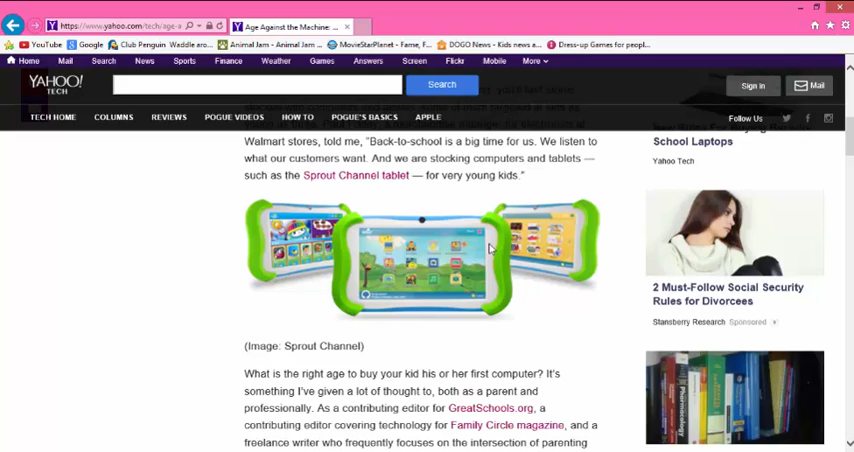 https://www.yahoo.com/tech/age-a
Age Against the Machine: ...
YouTube Google Club Penguin Waddle aro... Animal Jam - Animal Jam ... MovieStarPlanet - Fame, F... DOGO News - Kids news a... Dress-up Games for peopl...
Home Mail Search News Sports Finance Weather Games Answers Screen Flickr Mobile More
YAHOO!
TECH
Search
Sign In
Mail
TECH HOME COLUMNS REVIEWS POGUE VIDEOS HOW TO POGUE'S BASICS APPLE
Follow Us
Walmart stores, told me, "Back-to-school is a big time for us. We listen to
what our customers want. And we are stocking computers and tablets —
such as the Sprout Channel tablet — for very young kids."
(Image: Sprout Channel)
What is the right age to buy your kid his or her first computer? It's
something I've given a lot of thought to, both as a parent and
professionally. As a contributing editor for GreatSchools.org, a
contributing editor covering technology for Family Circle magazine, and a
freelance writer who frequently focuses on the intersection of parenting
School Laptops
Yahoo Tech
2 Must-Follow Social Security
Rules for Divorcees
Stansberry Research Sponsored
Pharmacology